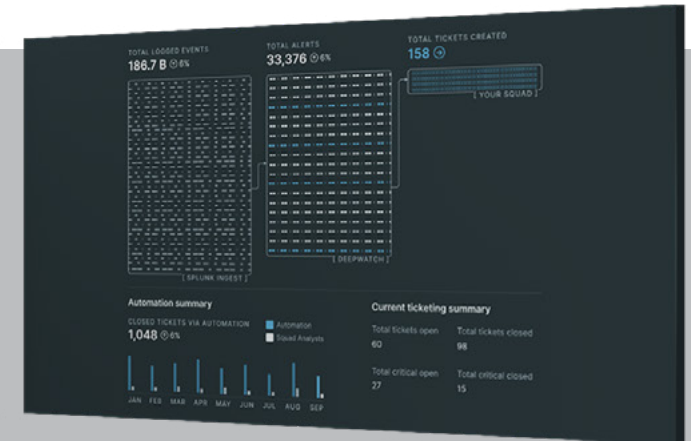 TOTAL LOGGED EVENTS
186.7 B 6%
TOTAL ALERTS
33,376 6%
TOTAL TICKETS CREATED
158
[ YOUR SQUAD ]
[ DEEPWATCH ]
[ SPLUNK INGEST ]
Automation summary
CLOSED TICKETS VIA AUTOMATION
1,048 6%
Automation
Squad Analysts
JAN FEB MAR APR MAY JUN JUL AUG SEP
Current ticketing summary
Total tickets open
60
Total tickets closed
98
Total critical open
27
Total critical closed
15